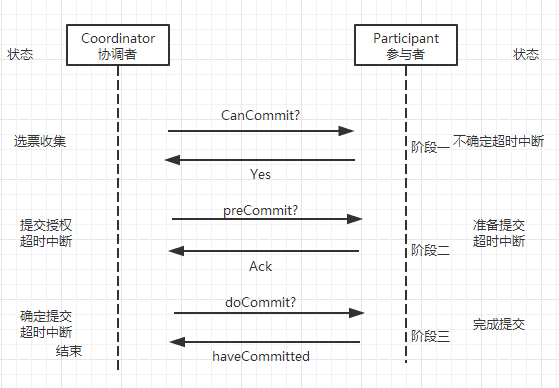 Coordinator
协调者
Participant
参与者
状态
状态
CanCommit?
选票收集
阶段一
不确定超时中断
Yes
preCommit?
提交授权
超时中断
准备提交
超时中断
阶段二
Ack
doCommit?
确定提交
超时中断
完成提交
阶段三
结束
haveCommitted